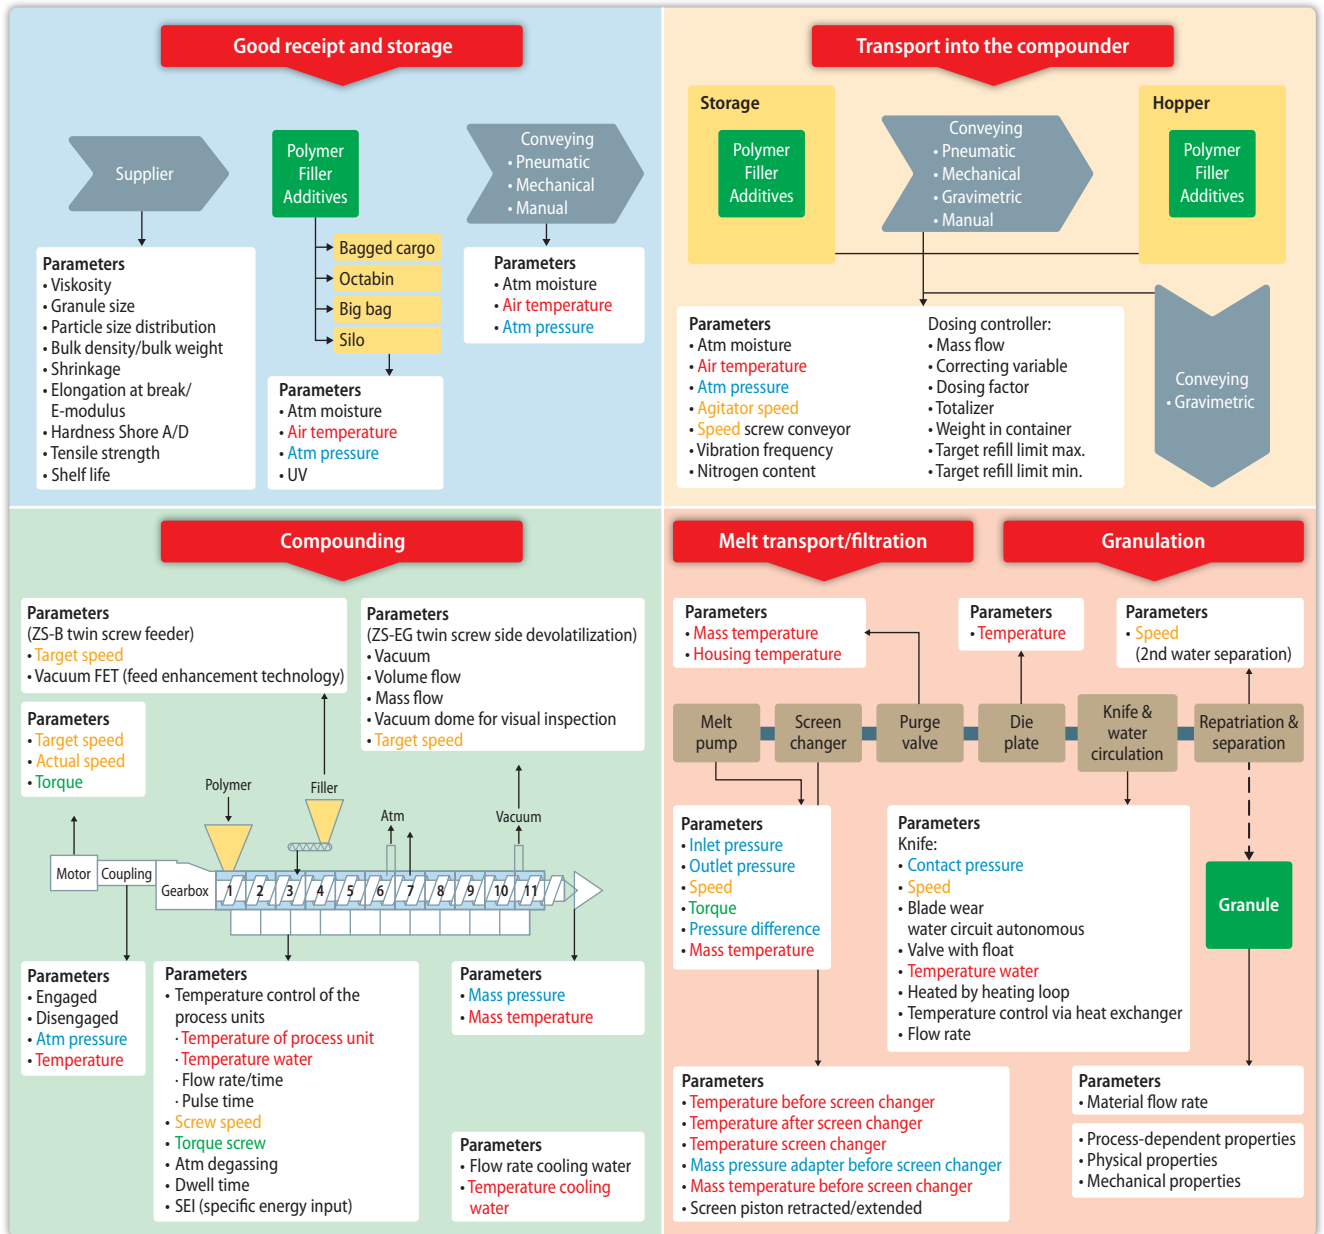 Good receipt and storage
Supplier
Polymer
Filler
Additives
Conveying
• Pneumatic
• Mechanical
• Manual
Bagged cargo
Octabin
Big bag
Silo
Parameters
• Viskosity
• Granule size
• Particle size distribution
• Bulk density/bulk weight
• Shrinkage
• Elongation at break/
E-modulus
• Hardness Shore A/D
• Tensile strength
• Shelf life
Parameters
• Atm moisture
• Air temperature
• Atm pressure
• UV
Parameters
• Atm moisture
• Air temperature
• Atm pressure
Transport into the compounder
Storage
Polymer
Filler
Additives
Conveying
• Pneumatic
• Mechanical
• Gravimetric
• Manual
Hopper
Polymer
Filler
Additives
Parameters
• Atm moisture
• Air temperature
• Atm pressure
• Agitator speed
• Speed screw conveyor
• Vibration frequency
• Nitrogen content
Dosing controller:
• Mass flow
• Correcting variable
• Dosing factor
• Totalizer
• Weight in container
• Target refill limit max.
• Target refill limit min.
Conveying
• Gravimetric
Compounding
Parameters
(ZS-B twin screw feeder)
• Target speed
• Vacuum FET (feed enhancement technology)
Parameters
(ZS-EG twin screw side devolatilization)
• Vacuum
• Volume flow
• Mass flow
• Vacuum dome for visual inspection
• Target speed
Parameters
• Target speed
• Actual speed
• Torque
Polymer
Filler
Atm
Vacuum
Motor
Coupling
Gearbox
1 2 3 4 5 6 7 8 9 10 11
Parameters
• Engaged
• Disengaged
• Atm pressure
• Temperature
Parameters
• Temperature control of the
process units
· Temperature of process unit
· Temperature water
· Flow rate/time
· Pulse time
• Screw speed
• Torque screw
• Atm degassing
• Dwell time
• SEI (specific energy input)
Parameters
• Mass pressure
• Mass temperature
Parameters
• Flow rate cooling water
• Temperature cooling
water
Melt transport/filtration
Granulation
Parameters
• Mass temperature
• Housing temperature
Parameters
• Temperature
Parameters
• Speed
(2nd water separation)
Melt
pump
Screen
changer
Purge
valve
Die
plate
Knife &
water
circulation
Repatriation &
separation
Parameters
• Inlet pressure
• Outlet pressure
• Speed
• Torque
• Pressure difference
• Mass temperature
Parameters
Knife:
• Contact pressure
• Speed
• Blade wear
water circuit autonomous
• Valve with float
• Temperature water
• Heated by heating loop
• Temperature control via heat exchanger
• Flow rate
Granule
Parameters
• Temperature before screen changer
• Temperature after screen changer
• Temperature screen changer
• Mass pressure adapter before screen changer
• Mass temperature before screen changer
• Screen piston retracted/extended
Parameters
• Material flow rate
• Process-dependent properties
• Physical properties
• Mechanical properties